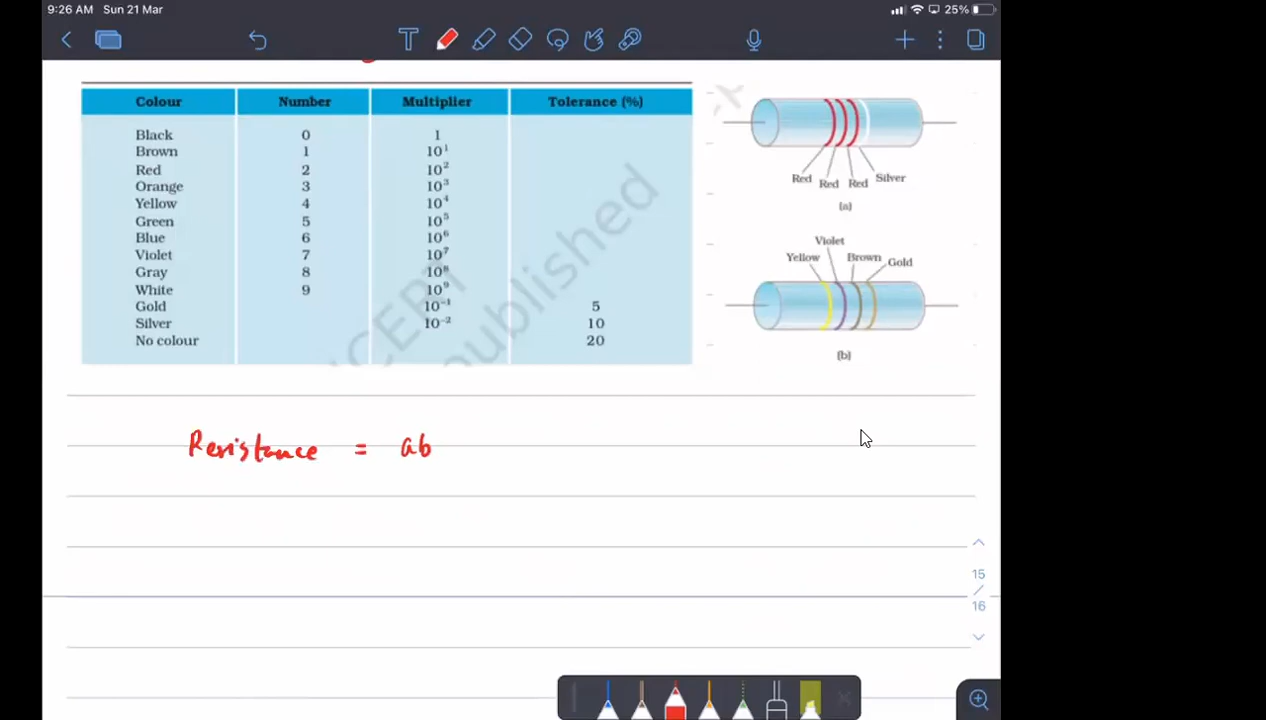 9:26 AM Sun 21 Mar 25%
T
Colour Number Multiplier Tolerance (%)
Black 0 1
Brown 1 10¹
Red 2 10²
Orange 3 10³
Yellow 4 10⁴
Green 5 10⁵
Blue 6 10⁶
Violet 7 10⁷
Gray 8 10⁸
White 9 10⁹
Gold 10⁻¹ 5
Silver 10⁻² 10
No colour 20
Red Red Red Silver
(a)
Violet
Yellow Brown Gold
(b)
Resistance = ab
15
/
16